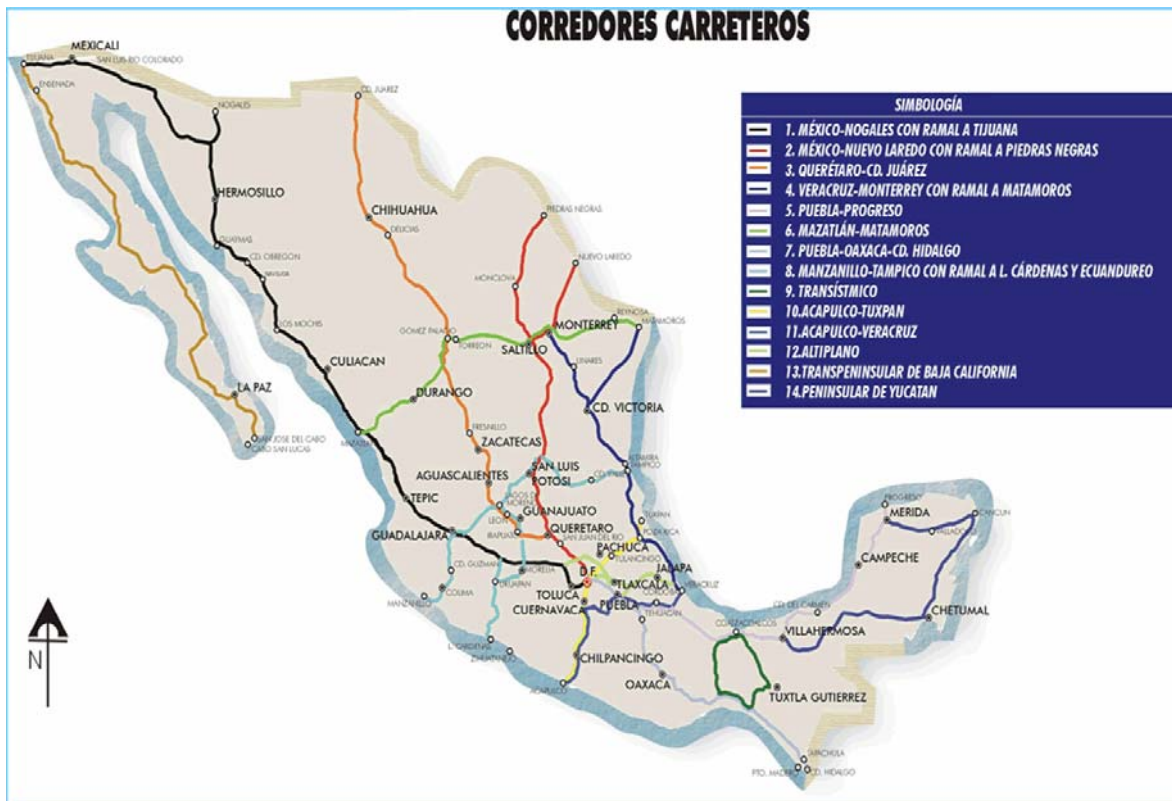 CORREDORES CARRETEROS
SIMBOLOGÍA
1. MÉXICO-NOGALES CON RAMAL A TIJUANA
2. MÉXICO-NUEVO LAREDO CON RAMAL A PIEDRAS NEGRAS
3. QUERÉTARO-CD. JUÁREZ
4. VERACRUZ-MONTERREY CON RAMAL A MATAMOROS
5. PUEBLA-PROGRESO
6. MAZATLÁN-MATAMOROS
7. PUEBLA-OAXACA-CD. HIDALGO
8. MANZANILLO-TAMPICO CON RAMAL A L. CÁRDENAS Y ECUANDUREO
9. TRANSÍSTMICO
10.ACAPULCO-TUXPAN
11.ACAPULCO-VERACRUZ
12.ALTIPLANO
13.TRANSPENINSULAR DE BAJA CALIFORNIA
14.PENINSULAR DE YUCATAN
MEXICALI
TIJUANA
SAN LUIS RIO COLORADO
ENSENADA
NOGALES
CD. JUAREZ
HERMOSILLO
CHIHUAHUA
DELICIAS
PIEDRAS NEGRAS
GUAYMAS
CD. OBREGON
NUEVO LAREDO
MONCLOVA
LOS MOCHIS
GOMEZ PALACIO
TORREON
REYNOSA
MATAMOROS
MONTERREY
SALTILLO
LINARES
CULIACAN
LA PAZ
DURANGO
CD. VICTORIA
SAN JOSE DEL CABO
CABO SAN LUCAS
MAZATLAN
FRESNILLO
ZACATECAS
ALTAMIRA
TAMPICO
SAN LUIS
POTOSI
AGUASCALIENTES
TEPIC
LAGOS DE
MORENO
LEON
GUANAJUATO
TUXPAN
POZA RICA
GUADALAJARA
IRAPUATO
QUERETARO
SAN JUAN DEL RIO
PACHUCA
TULANCINGO
CD. GUZMAN
MORELIA
D.F.
JALAPA
COLIMA
MANZANILLO
URUAPAN
TOLUCA
TLAXCALA
CORDOBA
VERACRUZ
CUERNAVACA
PUEBLA
TEHUACAN
L. CARDENAS
ZIHUATANEJO
CHILPANCINGO
ACAPULCO
OAXACA
COATZACOALCOS
CD. DEL CARMEN
VILLAHERMOSA
TUXTLA GUTIERREZ
PROGRESO
MERIDA
CANCUN
VALLADOLID
CAMPECHE
CHETUMAL
TAPACHULA
PTO. MADERO
CD. HIDALGO
N